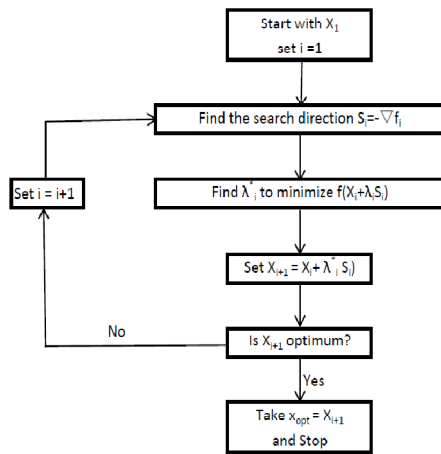 Start with X₁
set i =1
Find the search direction Sᵢ=-▽fᵢ
Set i = i+1
Find λ*ᵢ to minimize f(Xᵢ+λᵢSᵢ)
Set Xᵢ₊₁ = Xᵢ+ λ*ᵢ Sᵢ)
No
Is Xᵢ₊₁ optimum?
Yes
Take xₒₚₜ = Xᵢ₊₁
and Stop